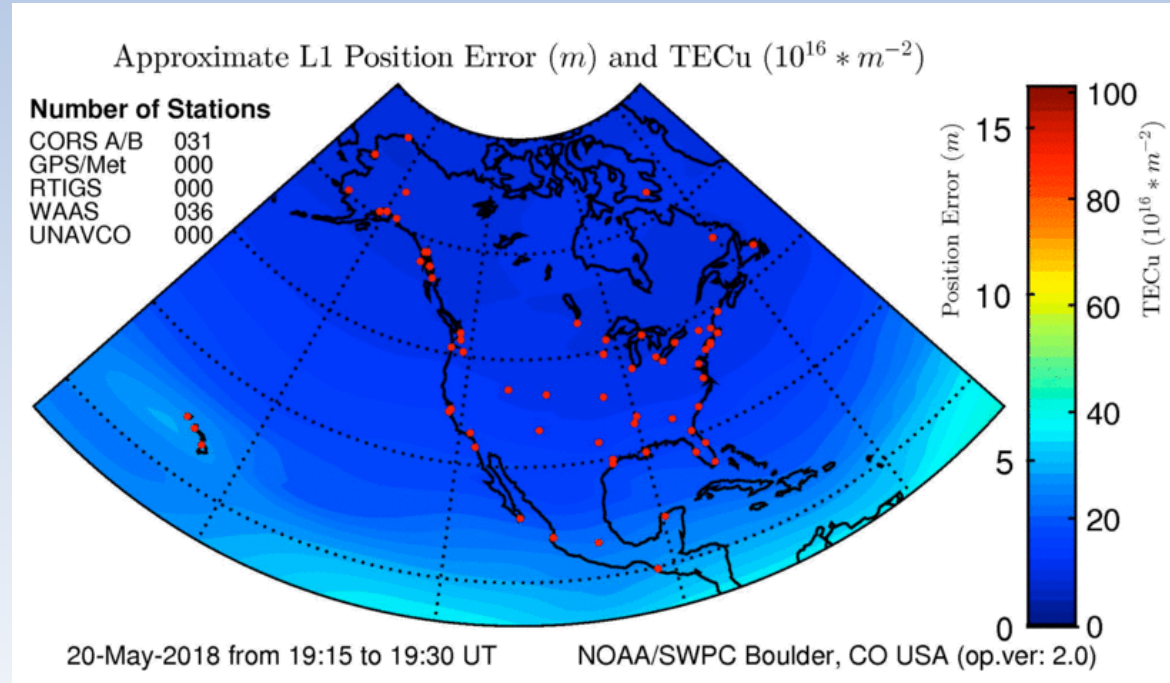 Approximate L1 Position Error (m) and TECu (10^16 * m^−2)
Number of Stations
CORS A/B 031
GPS/Met 000
RTIGS 000
WAAS 036
UNAVCO 000
15
10
5
0
Position Error (m)
100
80
60
40
20
0
TECu (10^16 * m^−2)
20-May-2018 from 19:15 to 19:30 UT
NOAA/SWPC Boulder, CO USA (op.ver: 2.0)